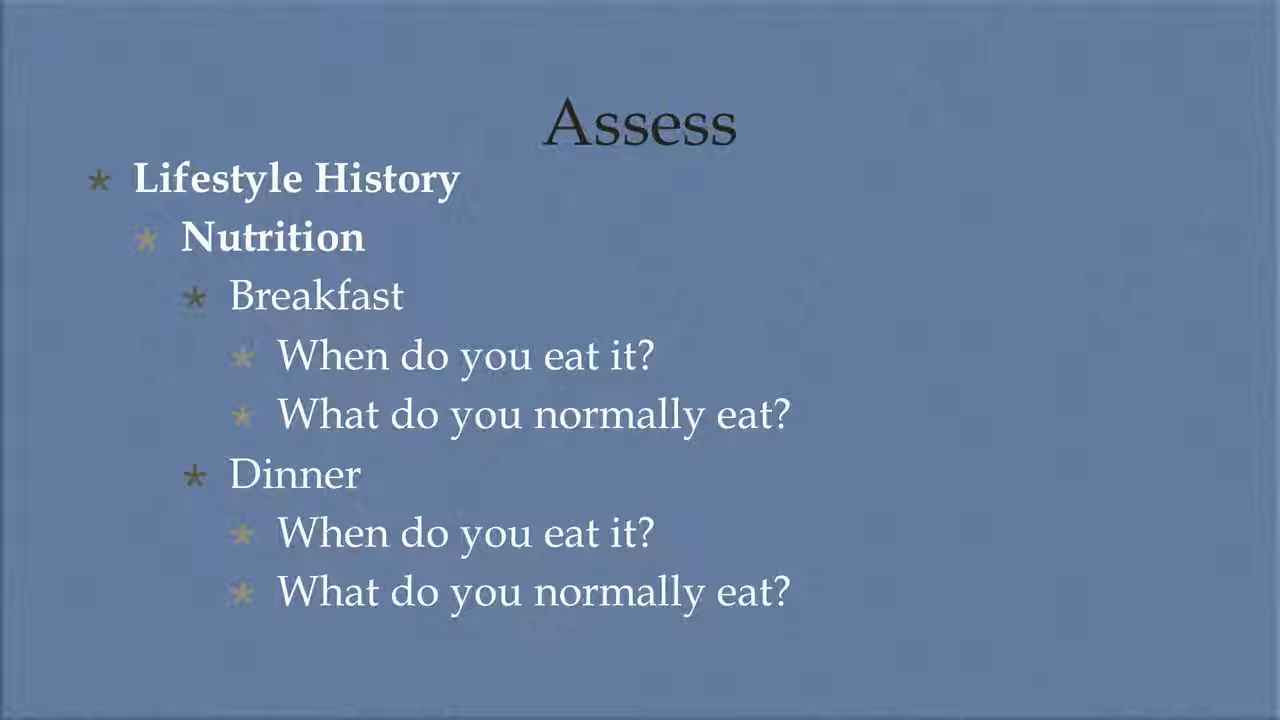 Assess
* Lifestyle History
* Nutrition
* Breakfast
* When do you eat it?
* What do you normally eat?
* Dinner
* When do you eat it?
* What do you normally eat?